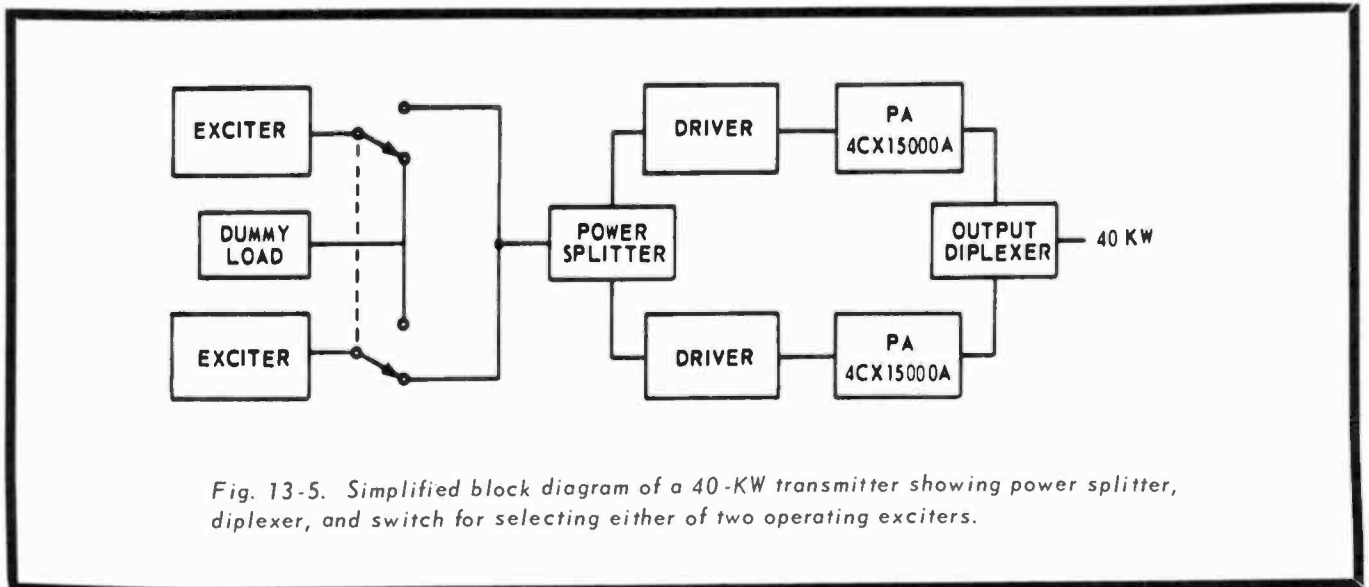 EXCITER
DUMMY
LOAD
EXCITER
POWER
SPLITTER
DRIVER
PA
4CX15000A
DRIVER
PA
4CX15000A
OUTPUT
DIPLEXER
40 KW
Fig. 13-5. Simplified block diagram of a 40-KW transmitter showing power splitter,
diplexer, and switch for selecting either of two operating exciters.